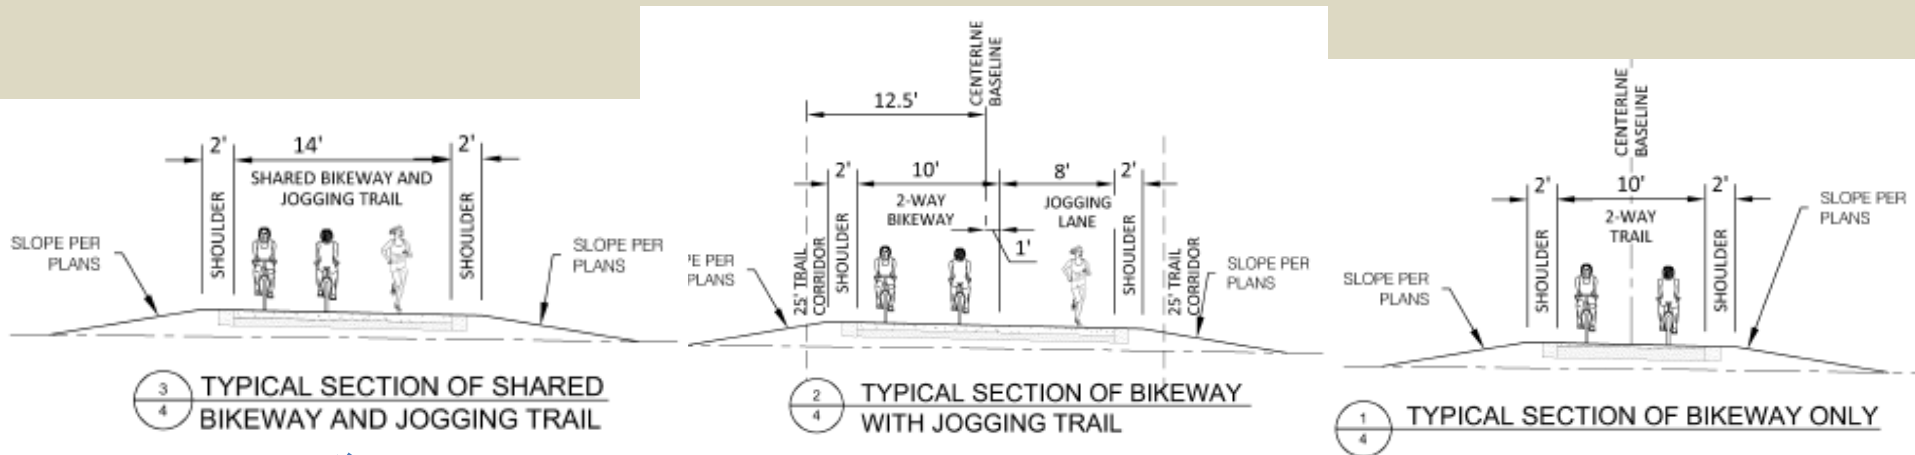 2'
14'
2'
SHARED BIKEWAY AND
JOGGING TRAIL
SHOULDER
SHOULDER
SLOPE PER
PLANS
SLOPE PER
PLANS
3
4
TYPICAL SECTION OF SHARED
BIKEWAY AND JOGGING TRAIL
CENTERLNE
BASELINE
12.5'
2'
10'
8'
2'
2-WAY
BIKEWAY
JOGGING
LANE
1'
25' TRAIL
CORRIDOR
SHOULDER
SHOULDER
25' TRAIL
CORRIDOR
PER
PLANS
SLOPE PER
PLANS
2
4
TYPICAL SECTION OF BIKEWAY
WITH JOGGING TRAIL
CENTERLNE
BASELINE
2'
10'
2'
2-WAY
TRAIL
SHOULDER
SHOULDER
SLOPE PER
PLANS
SLOPE PER
PLANS
1
4
TYPICAL SECTION OF BIKEWAY ONLY